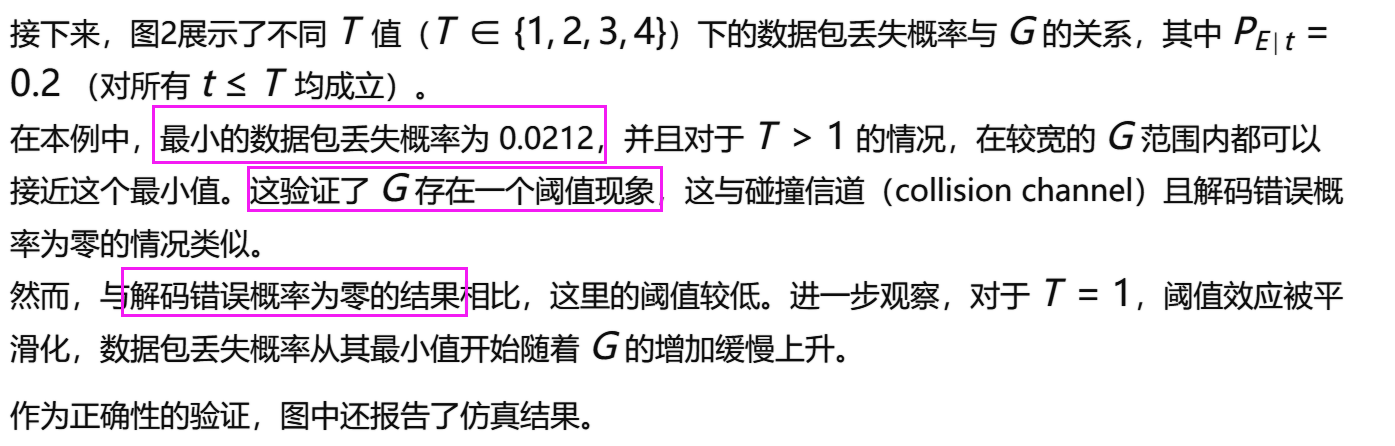 接下来，图2展示了不同 T 值（T ∈ {1, 2, 3, 4}）下的数据包丢失概率与 G 的关系，其中 P_{E| t} =
0.2 （对所有 t ≤ T 均成立）。
在本例中，最小的数据包丢失概率为 0.0212，并且对于 T > 1 的情况，在较宽的 G 范围内都可以
接近这个最小值。这验证了 G 存在一个阈值现象，这与碰撞信道（collision channel）且解码错误概
率为零的情况类似。
然而，与解码错误概率为零的结果相比，这里的阈值较低。进一步观察，对于 T = 1，阈值效应被平
滑化，数据包丢失概率从其最小值开始随着 G 的增加缓慢上升。
作为正确性的验证，图中还报告了仿真结果。